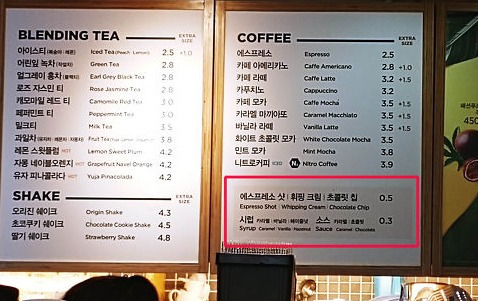 BLENDING TEA EXTRA SIZE
아이스티 (복숭아 / 레몬) Iced Tea (Peach · Lemon) 2.5 +1.0
어린잎 녹차 Green Tea 2.8
얼그레이 홍차 Earl Grey Black Tea 2.8
로즈 자스민 티 Rose Jasmine Tea 2.8
캐모마일 레드 티 Camomile Red Tea 3.0
페퍼민트 티 Peppermint Tea 3.0
밀크티 Milk Tea 3.5
과일차 Fruit Tea 3.8
레몬 스윗플럼 HOT Lemon Sweet Plum 4.2
자몽 네이블오렌지 HOT Grapefruit Navel Orange 4.2
유자 피나콜라다 HOT Yuja Pinacolada 4.2
SHAKE EXTRA SIZE
오리진 쉐이크 Origin Shake 4.3
초코쿠키 쉐이크 Chocolate Cookie Shake 4.5
딸기 쉐이크 Strawberry Shake 4.8
COFFEE EXTRA SIZE
에스프레소 Espresso 2.5
카페 아메리카노 Caffe Americano 2.8 +1.0
카페 라떼 Caffe Latte 3.2 +1.5
카푸치노 Cappuccino 3.2
카페 모카 Caffe Mocha 3.5 +1.5
카라멜 마끼아또 Caramel Macchiato 3.5 +1.5
바닐라 라떼 Vanilla Latte 3.5 +1.5
화이트 초콜릿 모카 White Chocolate Mocha 3.5
민트 모카 Mint Mocha 3.8
니트로커피 ICED N Nitro Coffee 3.9
에스프레소 샷 | 휘핑 크림 | 초콜릿 칩 0.5
Espresso Shot | Whipping Cream | Chocolate Chip
시럽 카라멜 | 바닐라 | 헤이즐넛 소스 카라멜 | 초콜릿 0.3
Syrup Caramel | Vanilla | Hazelnut Sauce Caramel | Chocolate
450